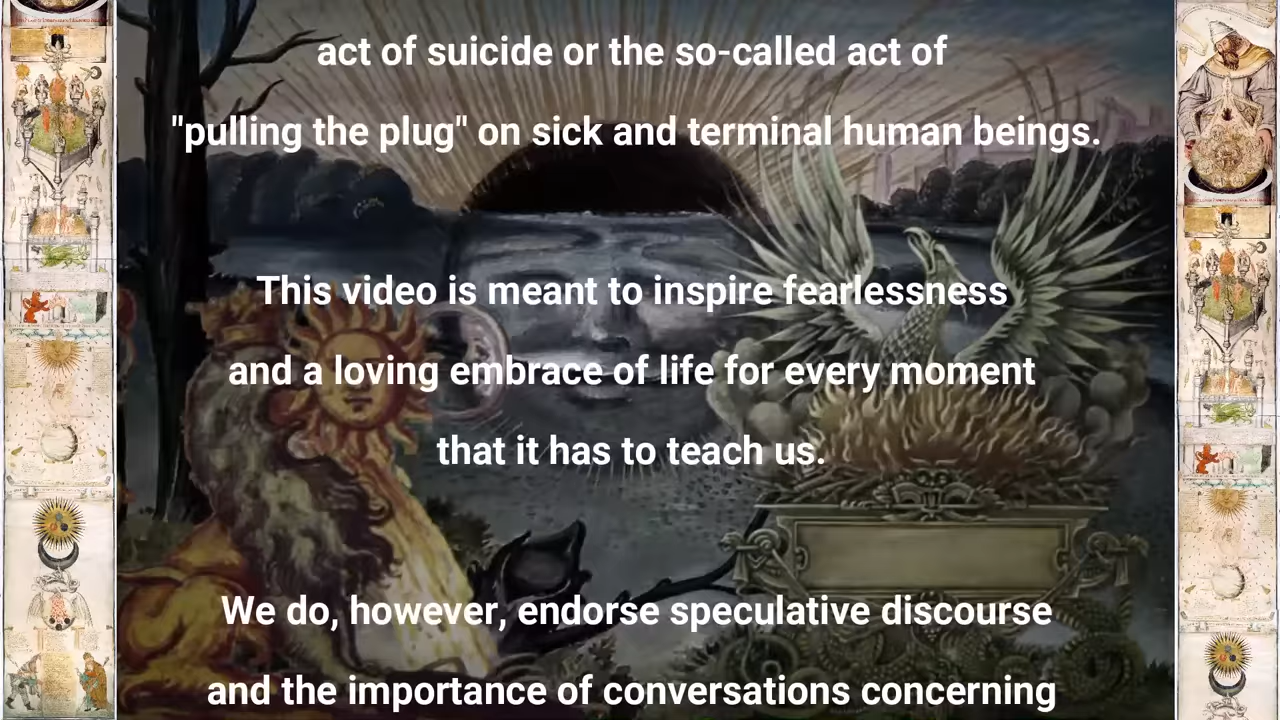 act of suicide or the so-called act of
"pulling the plug" on sick and terminal human beings.
This video is meant to inspire fearlessness
and a loving embrace of life for every moment
that it has to teach us.
We do, however, endorse speculative discourse
and the importance of conversations concerning